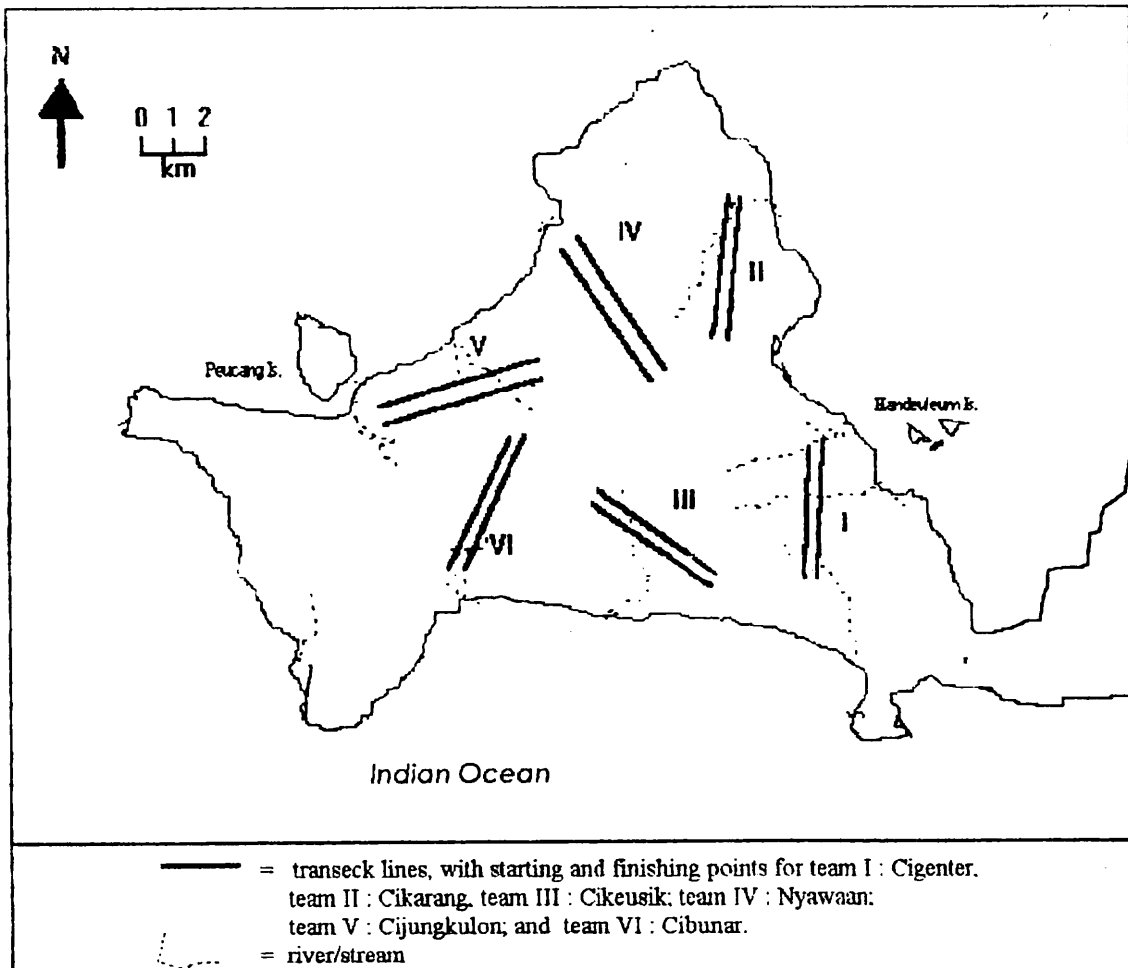 N
0 1 2
km
IV
II
V
Peucang Is.
Handeuleum Is.
III
I
VI
Indian Ocean
= transeck lines, with starting and finishing points for team I : Cigenter.
team II : Cikarang. team III : Cikeusik; team IV : Nyawaan;
team V : Cijungkulon; and team VI : Cibunar.
= river/stream